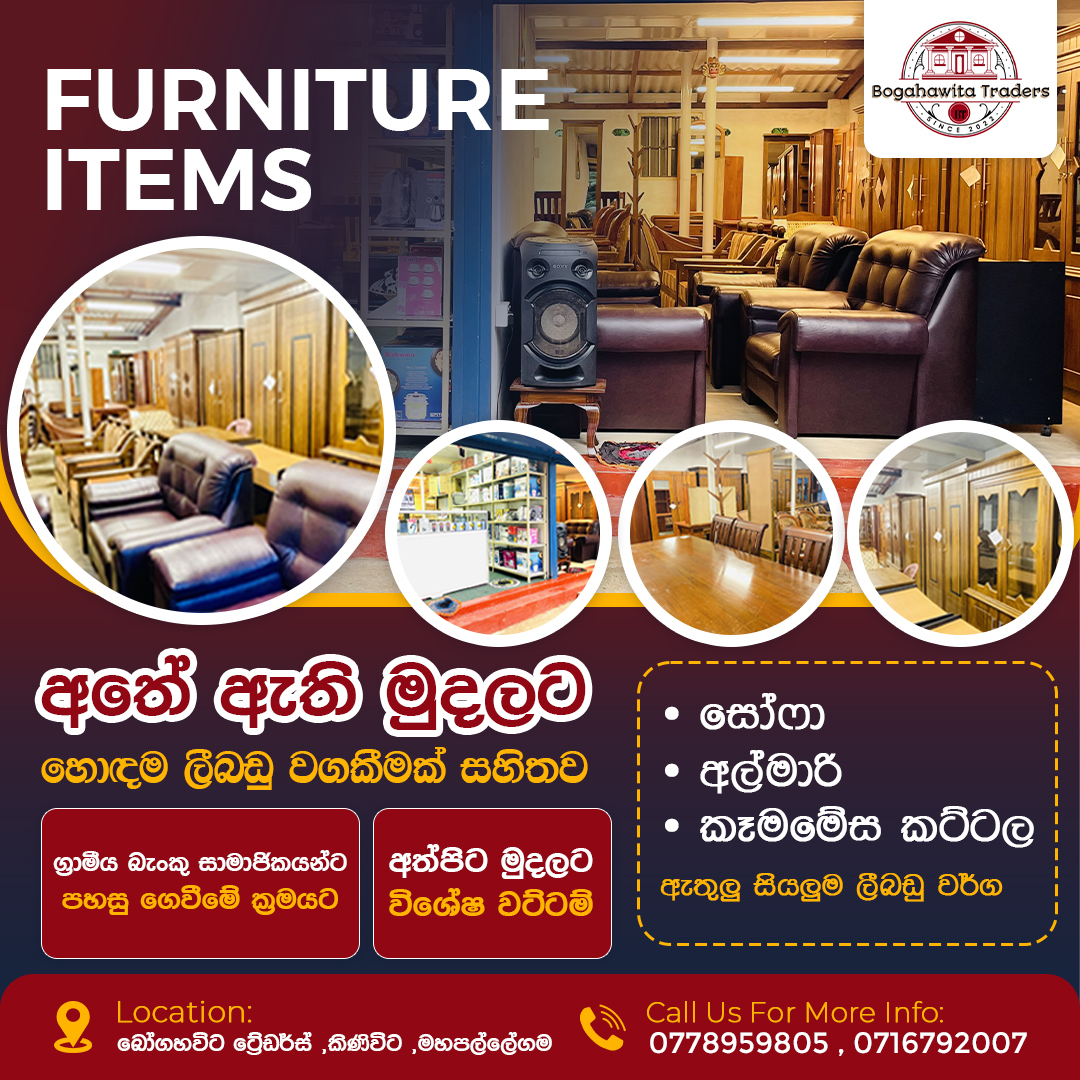 FURNITURE
ITEMS
Bogahawita Traders
SINCE 2022
BT
SONY
අතේ ඇති මුදලට
හොඳම ලීබඩු වගකීමක් සහිතව
ග්‍රාමීය බැංකු සාමාජිකයන්ට
පහසු ගෙවීමේ ක්‍රමයට
අත්පිට මුදලට
විශේෂ වට්ටම්
• සෝෆා
• අල්මාරි
• කෑමමේස කට්ටල
ඇතුලු සියලුම ලීබඩු වර්ග
Location:
බෝගහවිට ට්‍රේඩර්ස් ,කිණිවිට ,මහපල්ලේගම
Call Us For More Info:
0778959805 , 0716792007